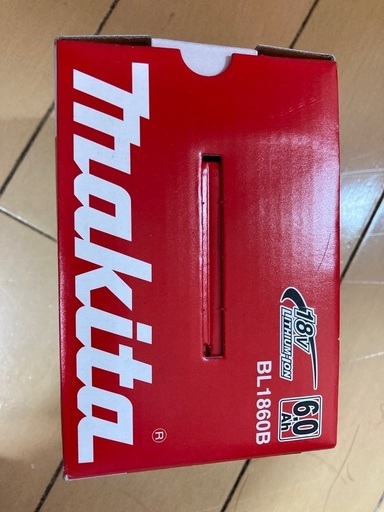 makita®
18V
LITHIUM-ION
6.0
Ah
BL1860B